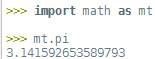 >>> import math as mt
>>> mt.pi
3.141592653589793